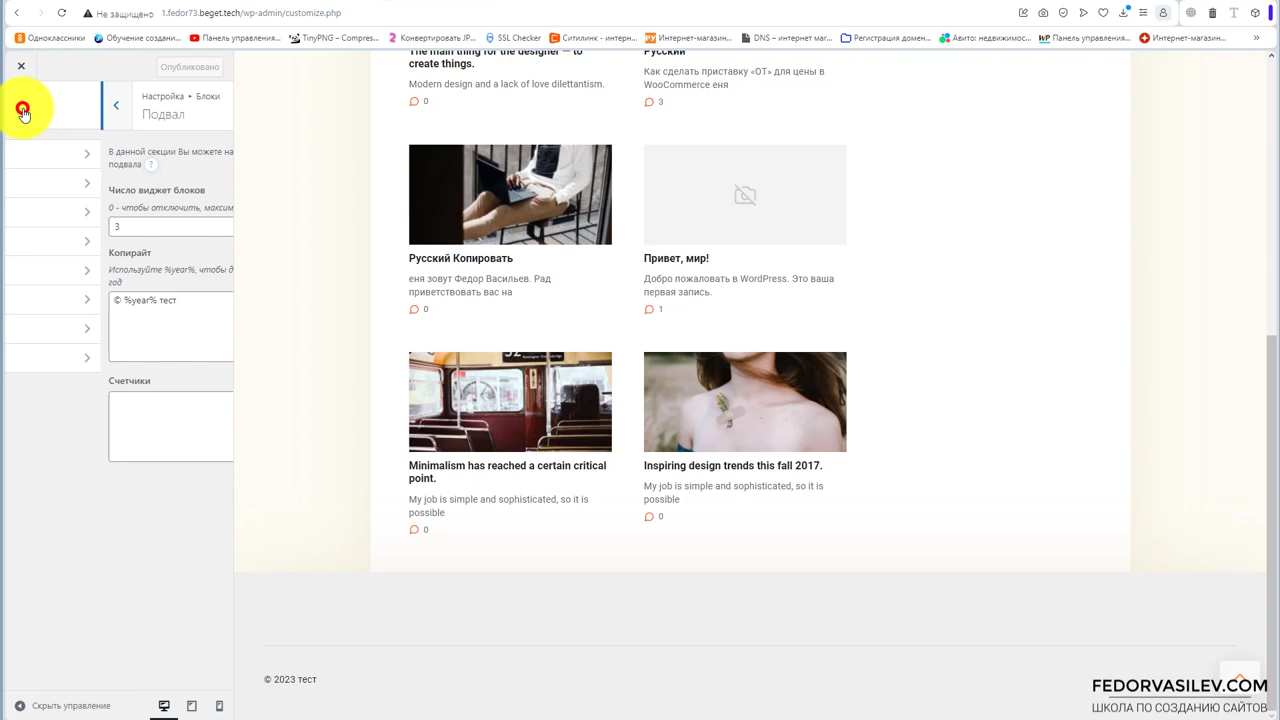 Не защищено
1.fedor73.beget.tech/wp-admin/customize.php
Одноклассники
Обучение создани...
Панель управления...
TinyPNG – Compres...
Конвертировать JP...
SSL Checker
Ситилинк - интерн...
Интернет-магазин...
DNS – интернет маг...
Регистрация домен...
Авито: недвижимос...
Панель управления...
Интернет-магазин...
Опубликовано
Настройка ▸ Блоки
Подвал
В данной секции Вы можете на
подвала ?
Число виджет блоков
0 - чтобы отключить, максим
3
Копирайт
Используйте %year%, чтобы д
год
© %year% тест
Счетчики
Скрыть управление
The main thing for the designer — to
create things.
Modern design and a lack of love dilettantism.
0
Русский
Как сделать приставку «ОТ» для цены в
WooCommerce еня
3
Русский Копировать
еня зовут Федор Васильев. Рад
приветствовать вас на
0
Привет, мир!
Добро пожаловать в WordPress. Это ваша
первая запись.
1
Minimalism has reached a certain critical
point.
My job is simple and sophisticated, so it is
possible
0
Inspiring design trends this fall 2017.
My job is simple and sophisticated, so it is
possible
0
© 2023 тест
FEDORVASILEV.COM
ШКОЛА ПО СОЗДАНИЮ САЙТОВ